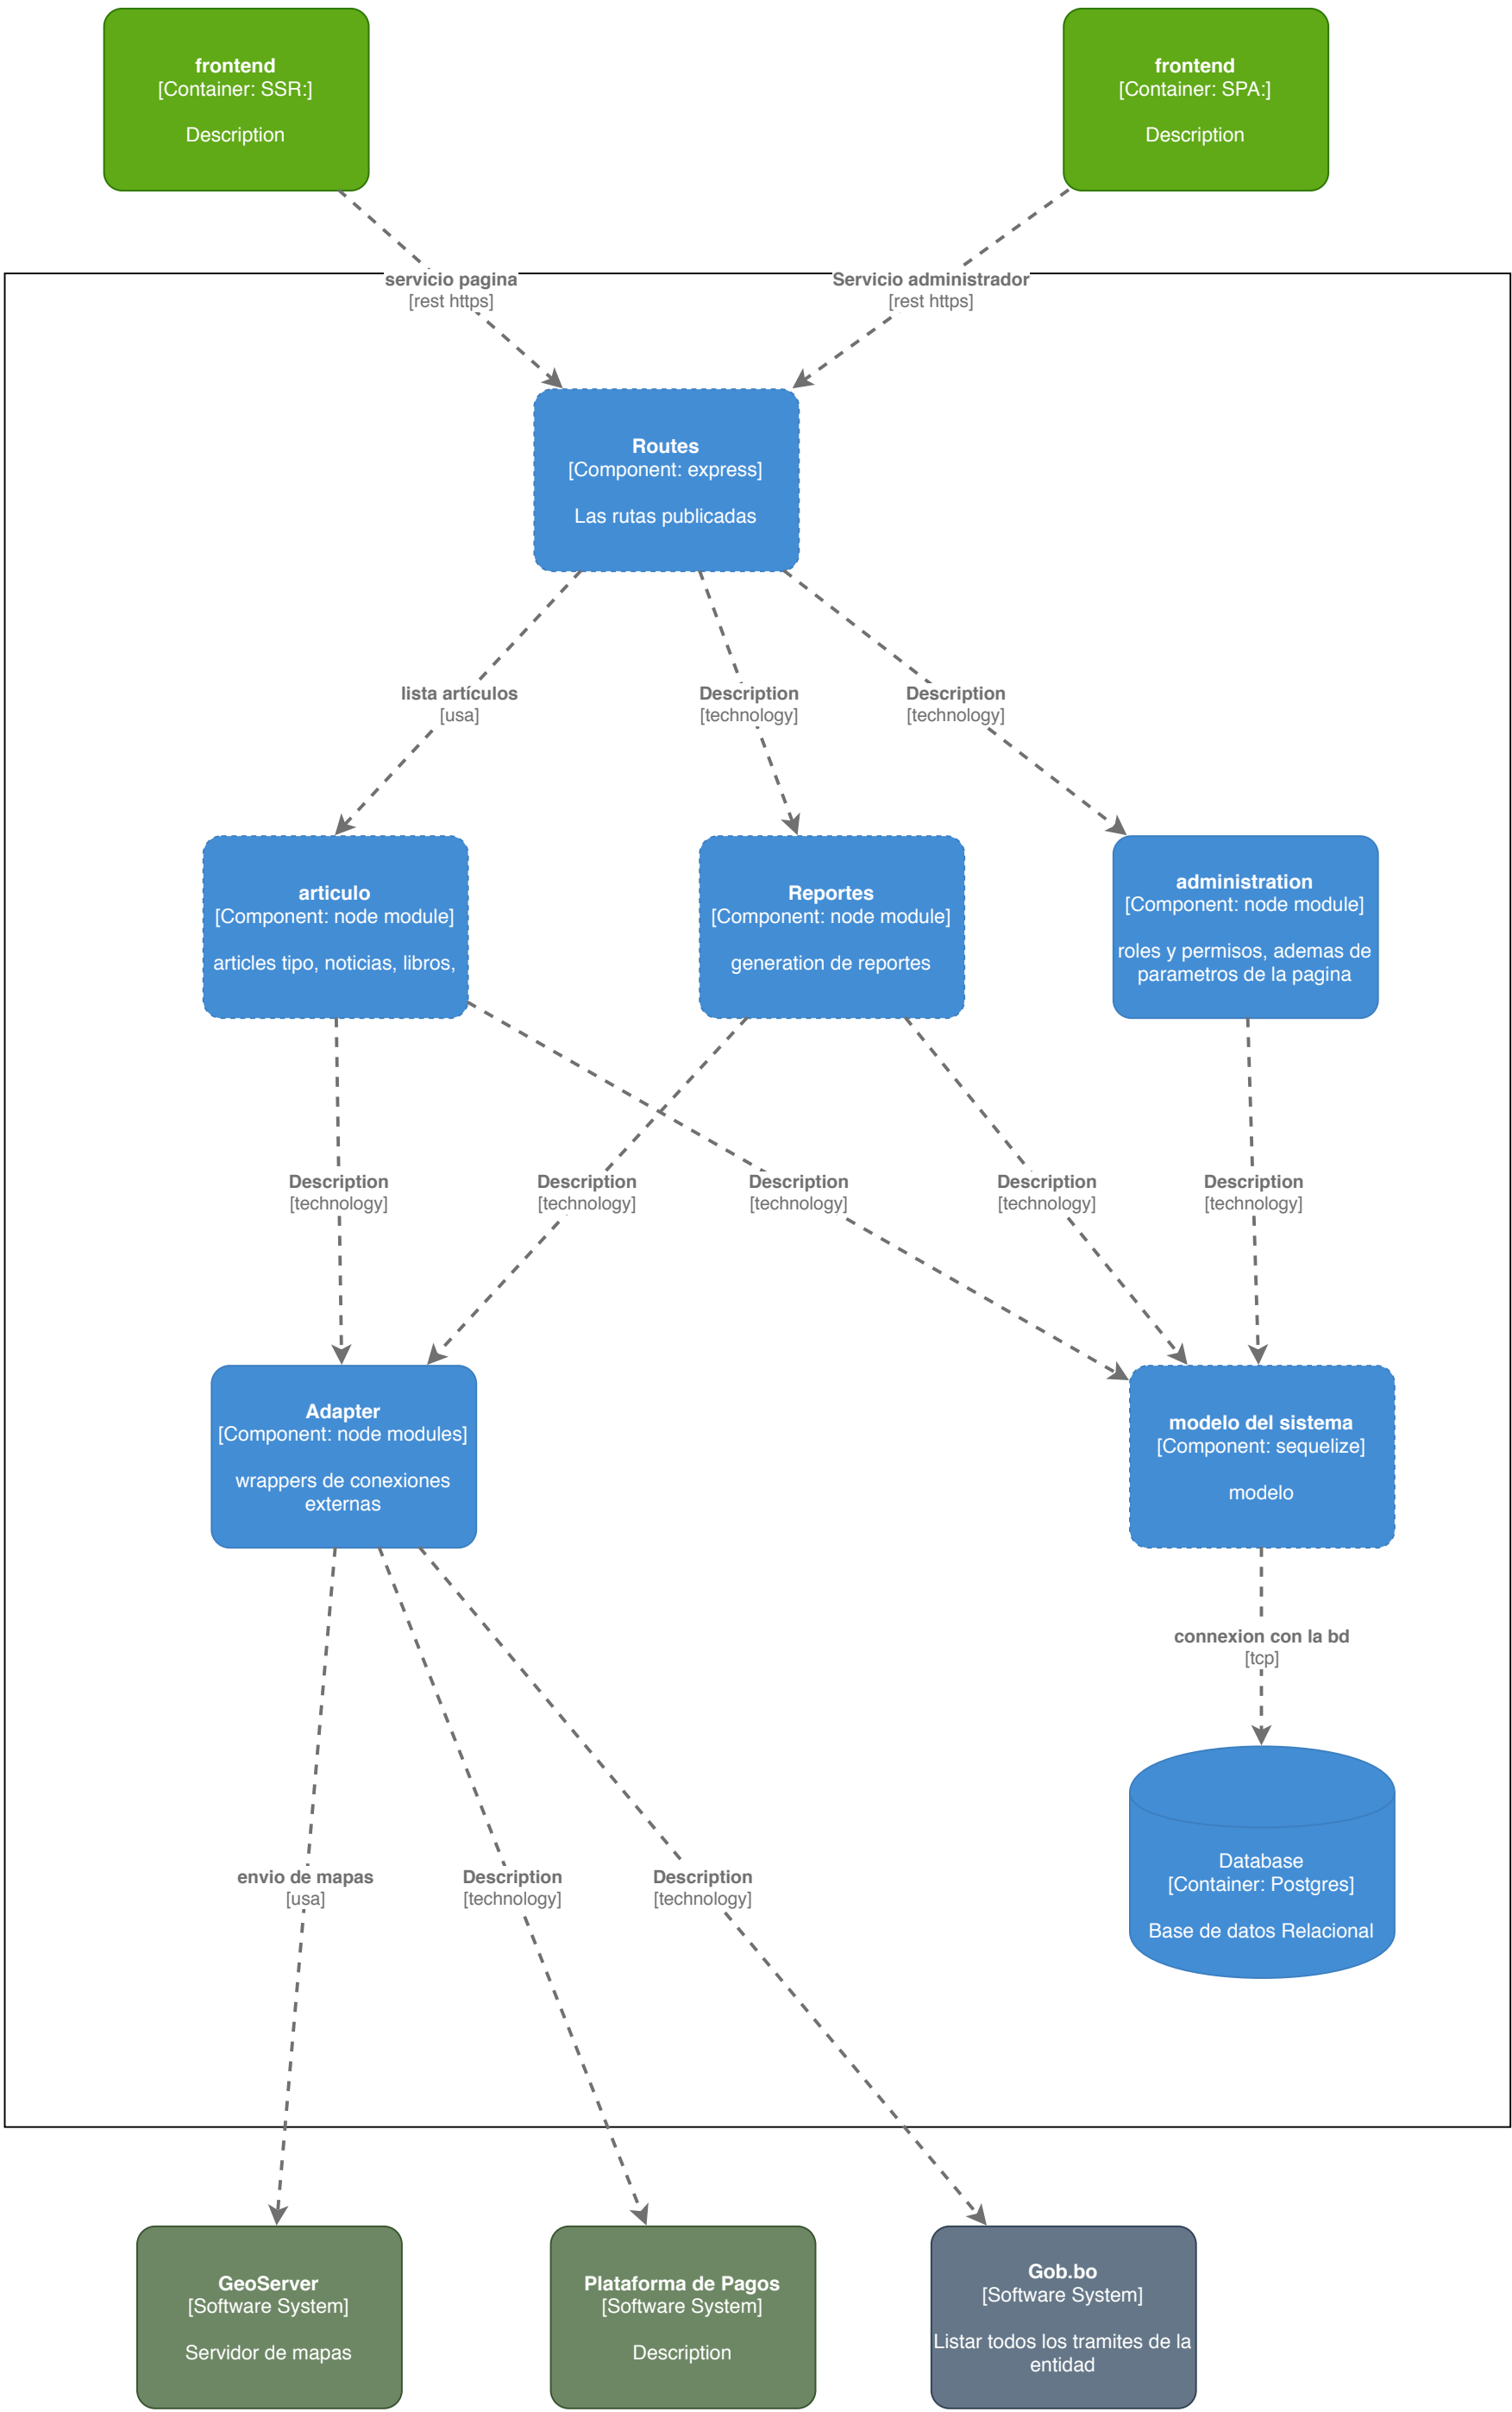 frontend
[Container: SSR:]
Description
frontend
[Container: SPA:]
Description
servicio pagina
[rest https]
Servicio administrador
[rest https]
Routes
[Component: express]
Las rutas publicadas
lista artículos
[usa]
Description
[technology]
Description
[technology]
articulo
[Component: node module]
articles tipo, noticias, libros,
Reportes
[Component: node module]
generation de reportes
administration
[Component: node module]
roles y permisos, ademas de
parametros de la pagina
Description
[technology]
Description
[technology]
Description
[technology]
Description
[technology]
Description
[technology]
Adapter
[Component: node modules]
wrappers de conexiones
externas
modelo del sistema
[Component: sequelize]
modelo
connexion con la bd
[tcp]
Database
[Container: Postgres]
Base de datos Relacional
envio de mapas
[usa]
Description
[technology]
Description
[technology]
GeoServer
[Software System]
Servidor de mapas
Plataforma de Pagos
[Software System]
Description
Gob.bo
[Software System]
Listar todos los tramites de la
entidad